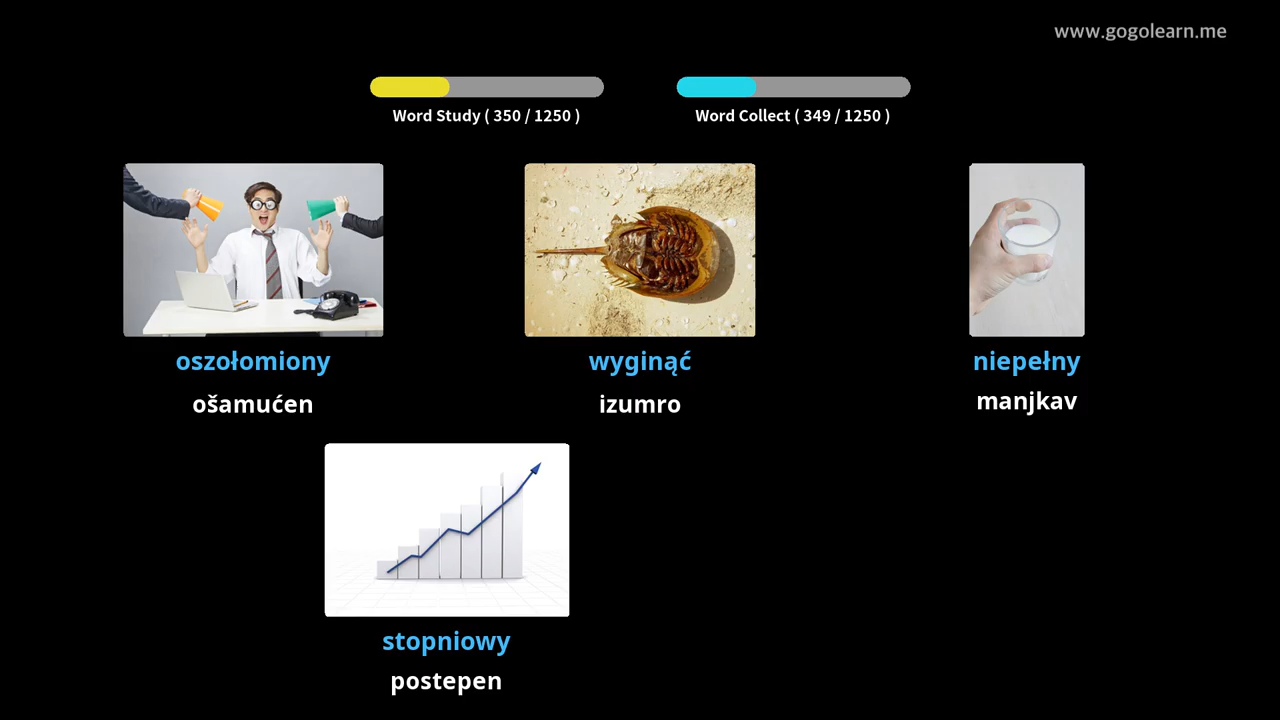 www.gogolearn.me
Word Study ( 350 / 1250 )
Word Collect ( 349 / 1250 )
oszołomiony
ošamućen
wyginąć
izumro
niepełny
manjkav
stopniowy
postepen